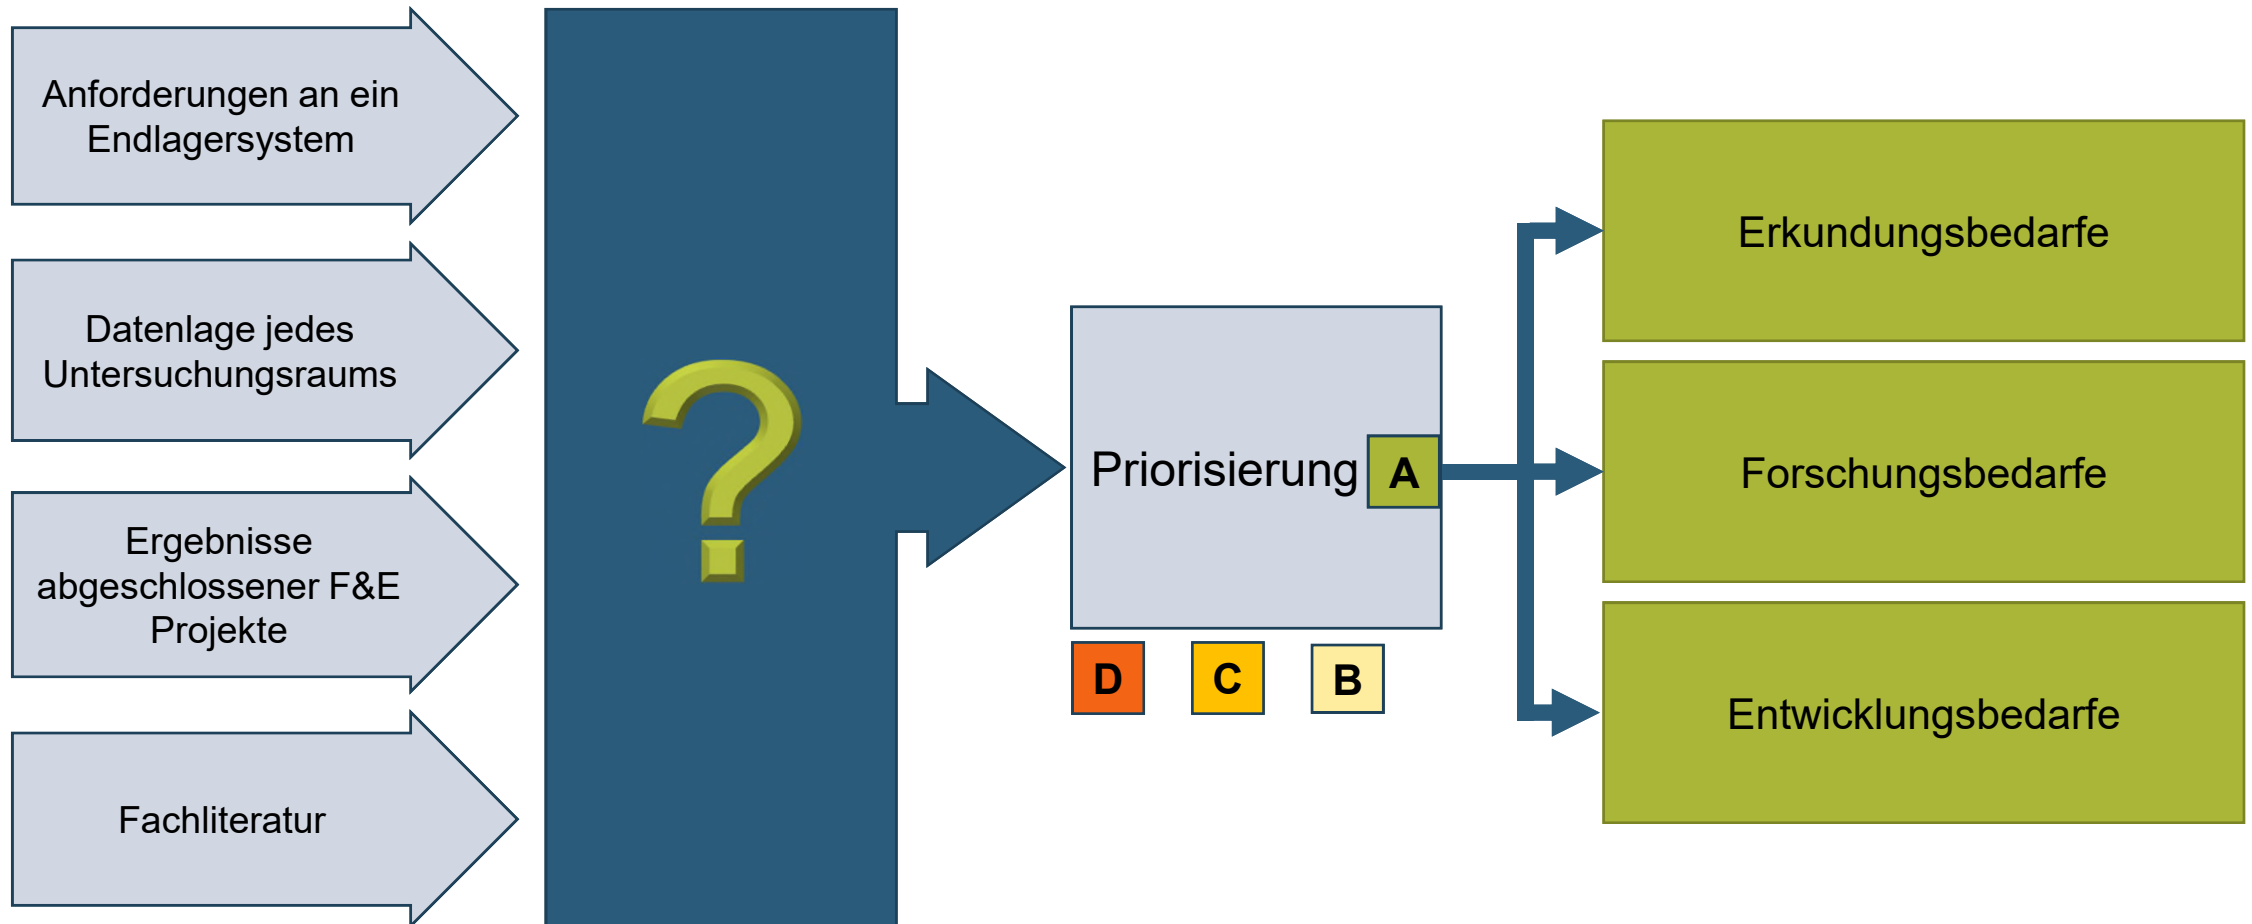 Anforderungen an ein
Endlagersystem
Datenlage jedes
Untersuchungsraums
Ergebnisse
abgeschlossener F&E
Projekte
Fachliteratur
?
Priorisierung
A
D
C
B
Erkundungsbedarfe
Forschungsbedarfe
Entwicklungsbedarfe